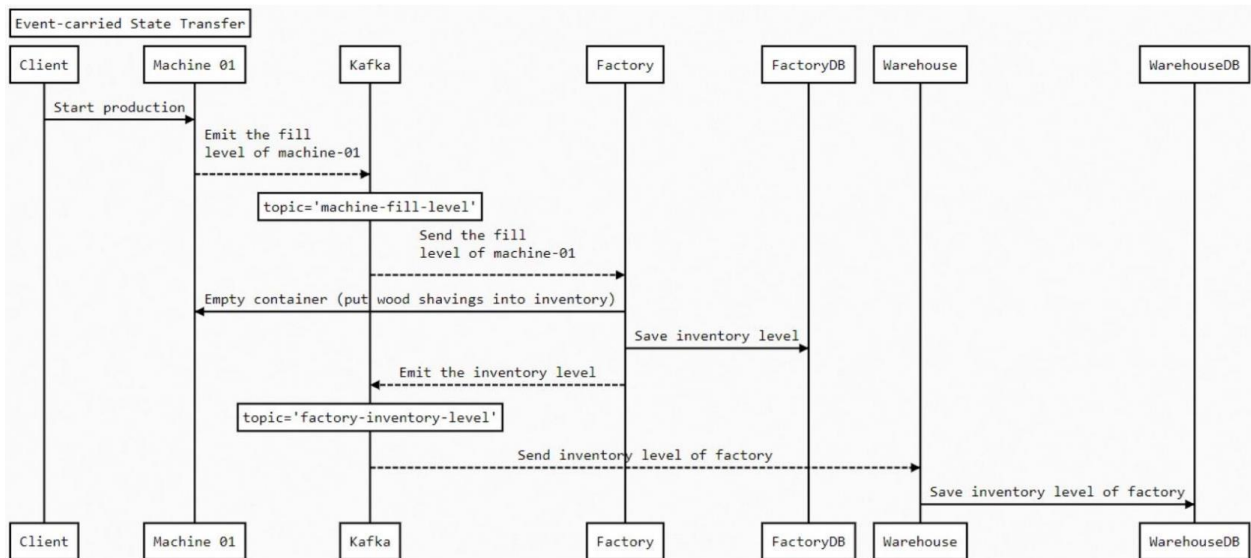 Event-carried State Transfer
Client
Machine 01
Kafka
Factory
FactoryDB
Warehouse
WarehouseDB
Start production
Emit the fill
level of machine-01
topic='machine-fill-level'
Send the fill
level of machine-01
Empty container (put wood shavings into inventory)
Save inventory level
Emit the inventory level
topic='factory-inventory-level'
Send inventory level of factory
Save inventory level of factory
Client
Machine 01
Kafka
Factory
FactoryDB
Warehouse
WarehouseDB